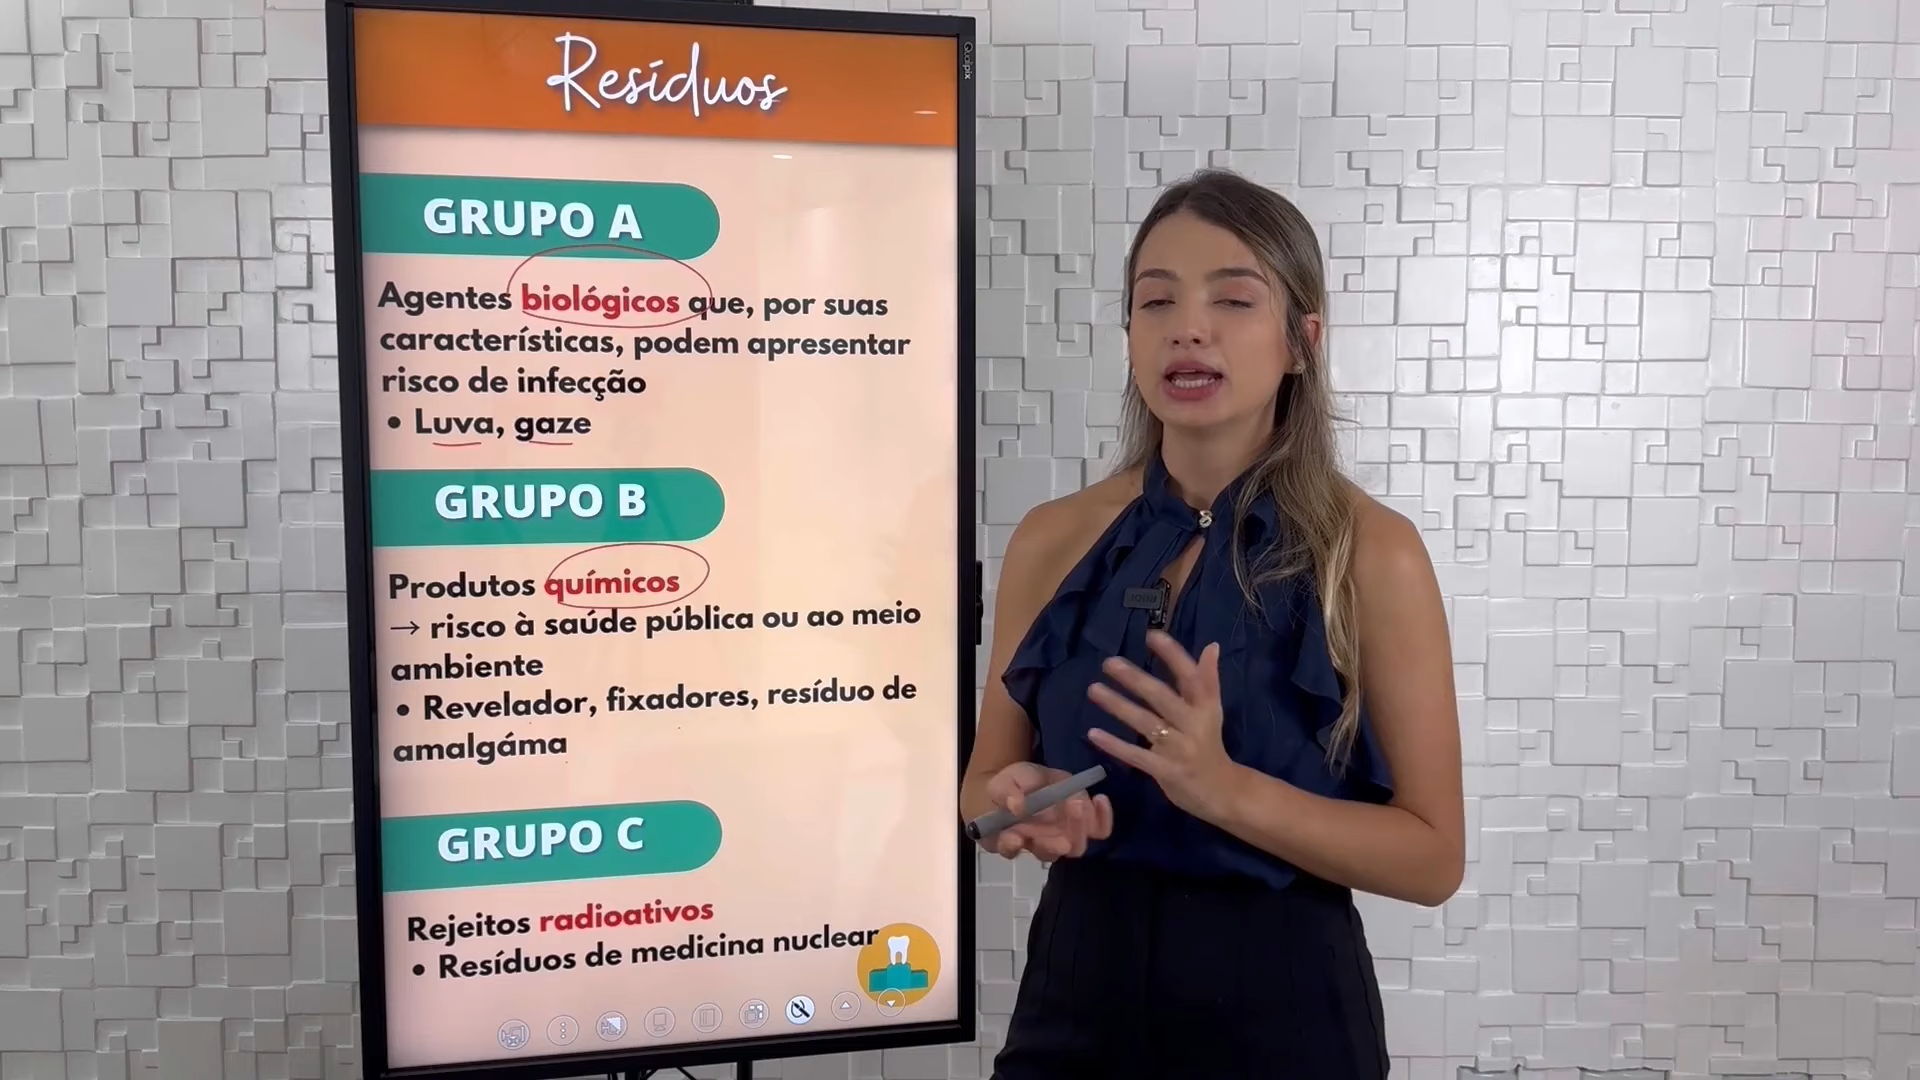 Resíduos
GRUPO A
Agentes biológicos que, por suas
características, podem apresentar
risco de infecção
• Luva, gaze
GRUPO B
Produtos químicos
→ risco à saúde pública ou ao meio
ambiente
• Revelador, fixadores, resíduo de
amalgáma
GRUPO C
Rejeitos radioativos
• Resíduos de medicina nuclear